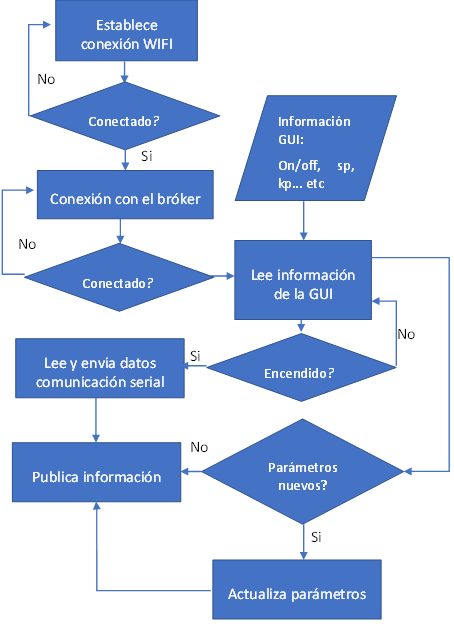 Establece
conexión WIFI
No
Conectado?
Si
Información
GUI:
On/off, sp,
kp... etc
Conexión con el bróker
No
Conectado?
Lee información
de la GUI
No
Encendido?
Si
Lee y envia datos
comunicación serial
No
Parámetros
nuevos?
Publica información
Si
Actualiza parámetros